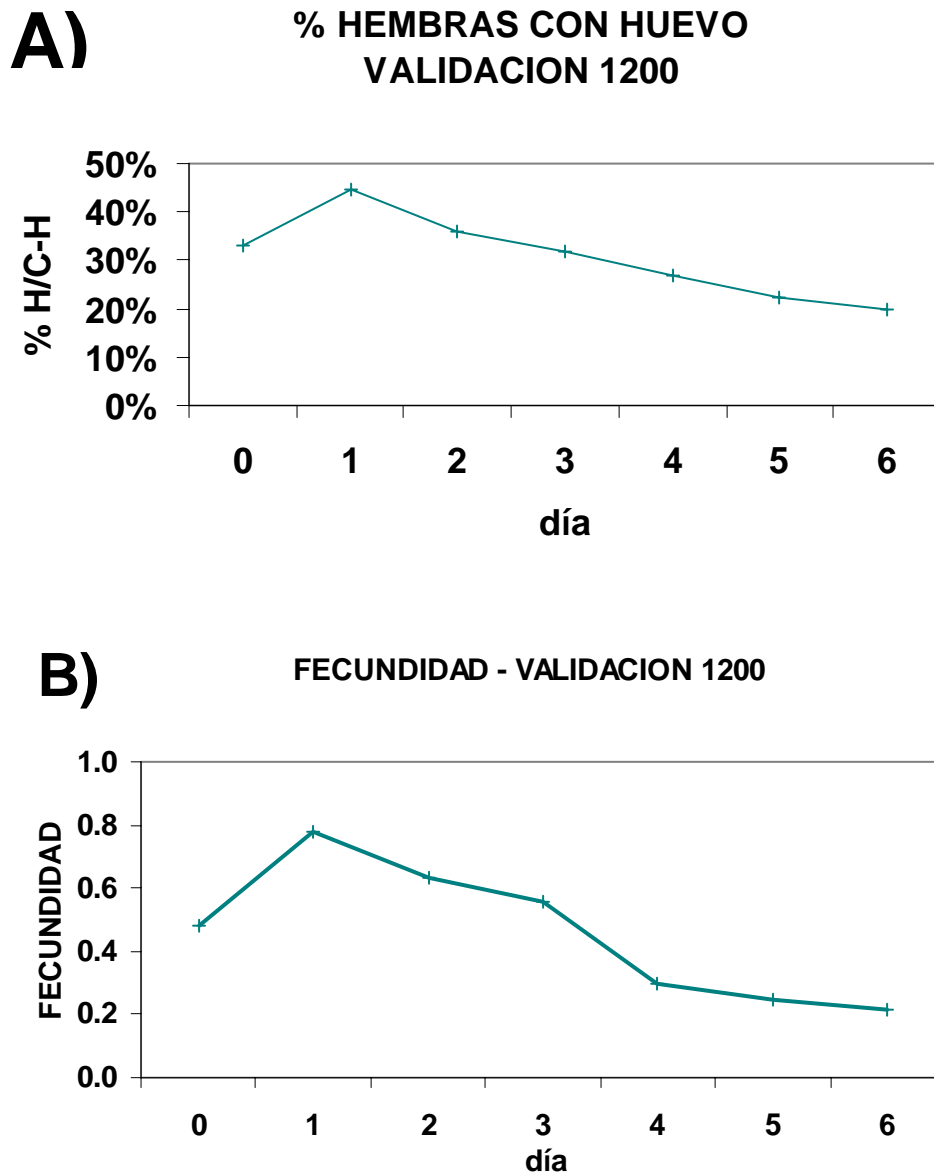 A)
% HEMBRAS CON HUEVO
VALIDACION 1200
50%
40%
30%
20%
10%
0%
% H/C-H
0 1 2 3 4 5 6
día
B)
FECUNDIDAD - VALIDACION 1200
1.0
0.8
0.6
0.4
0.2
0.0
FECUNDIDAD
0 1 2 3 4 5 6
día